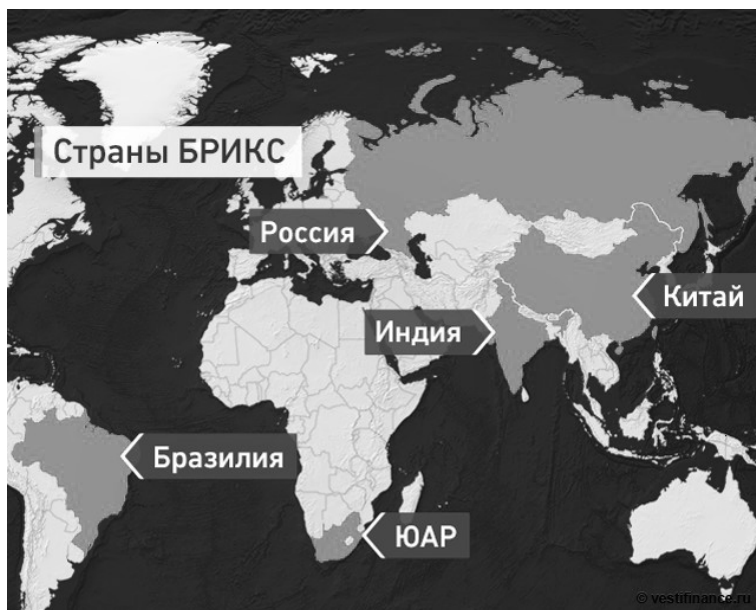 Страны БРИКС
Россия
Китай
Индия
Бразилия
ЮАР
© vestifinance.ru